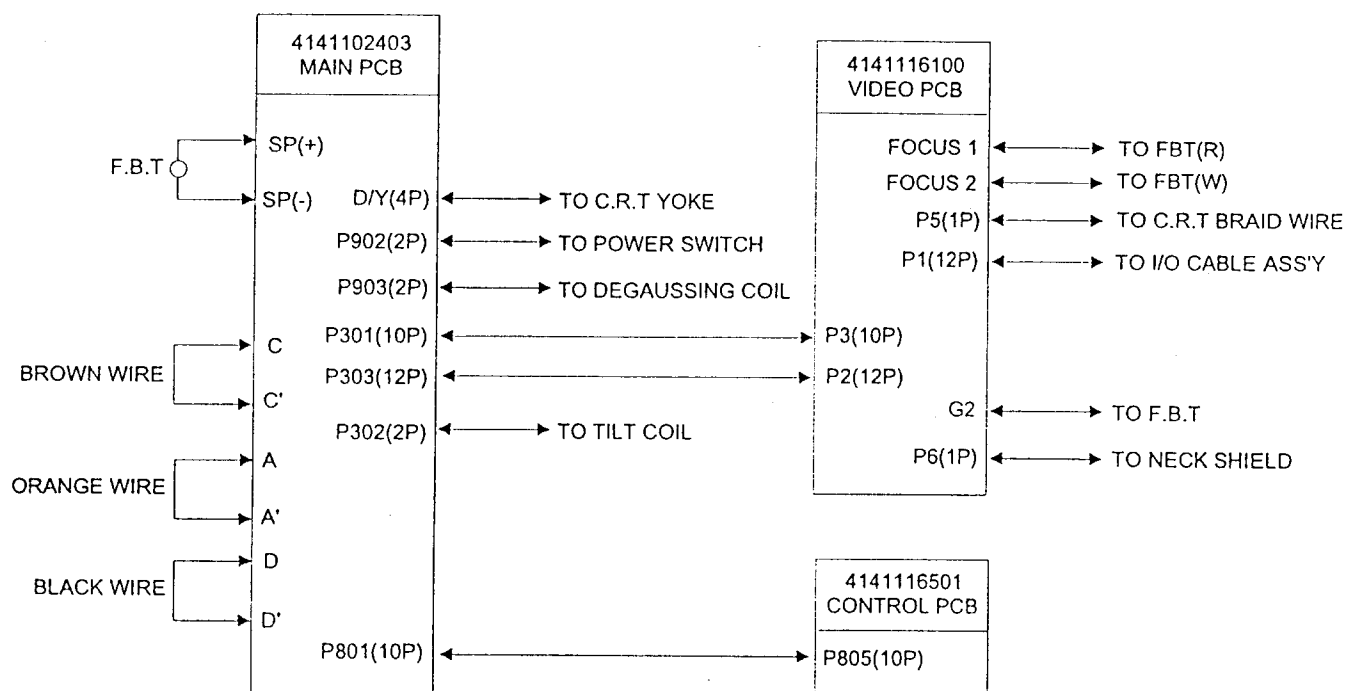 4141102403
MAIN PCB
F.B.T
SP(+)
SP(-)
D/Y(4P)
TO C.R.T YOKE
P902(2P)
TO POWER SWITCH
P903(2P)
TO DEGAUSSING COIL
P301(10P)
P303(12P)
P302(2P)
TO TILT COIL
BROWN WIRE
C
C'
ORANGE WIRE
A
A'
BLACK WIRE
D
D'
P801(10P)
4141116100
VIDEO PCB
FOCUS 1
TO FBT(R)
FOCUS 2
TO FBT(W)
P5(1P)
TO C.R.T BRAID WIRE
P1(12P)
TO I/O CABLE ASS'Y
P3(10P)
P2(12P)
G2
TO F.B.T
P6(1P)
TO NECK SHIELD
4141116501
CONTROL PCB
P805(10P)